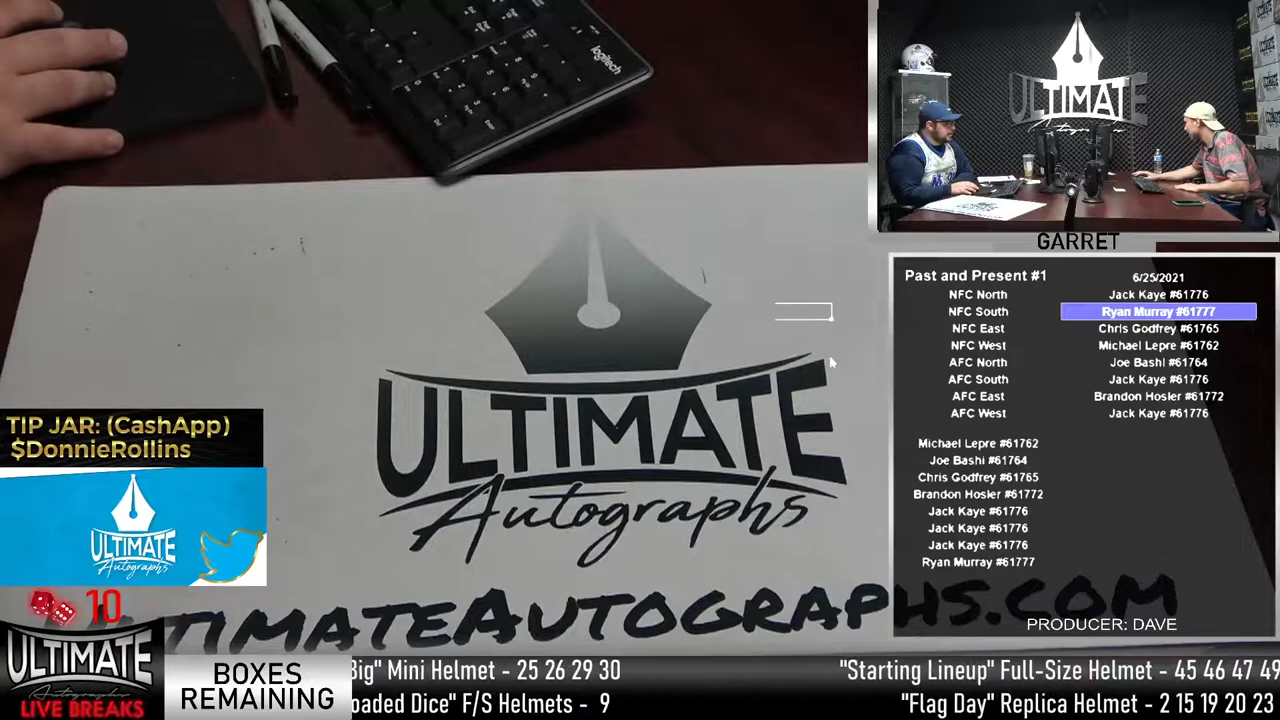 logitech
ULTIMATE
Autographs
GARRET
Past and Present #1 6/25/2021
NFC North Jack Kaye #61776
NFC South Ryan Murray #61777
NFC East Chris Godfrey #61765
NFC West Michael Lepre #61762
AFC North Joe Bashi #61764
AFC South Jack Kaye #61776
AFC East Brandon Hosler #61772
AFC West Jack Kaye #61776
Michael Lepre #61762
Joe Bashi #61764
Chris Godfrey #61765
Brandon Hosler #61772
Jack Kaye #61776
Jack Kaye #61776
Jack Kaye #61776
Ryan Murray #61777
PRODUCER: DAVE
ULTIMATE
Autographs
TIP JAR: (CashApp)
$DonnieRollins
ULTIMATE
Autographs
10
TIMATEAUTOGRAPHS.COM
ULTIMATE
Autographs
LIVE BREAKS
BOXES
REMAINING
Big" Mini Helmet - 25 26 29 30 "Starting Lineup" Full-Size Helmet - 45 46 47 49
oaded Dice" F/S Helmets - 9 "Flag Day" Replica Helmet - 2 15 19 20 23